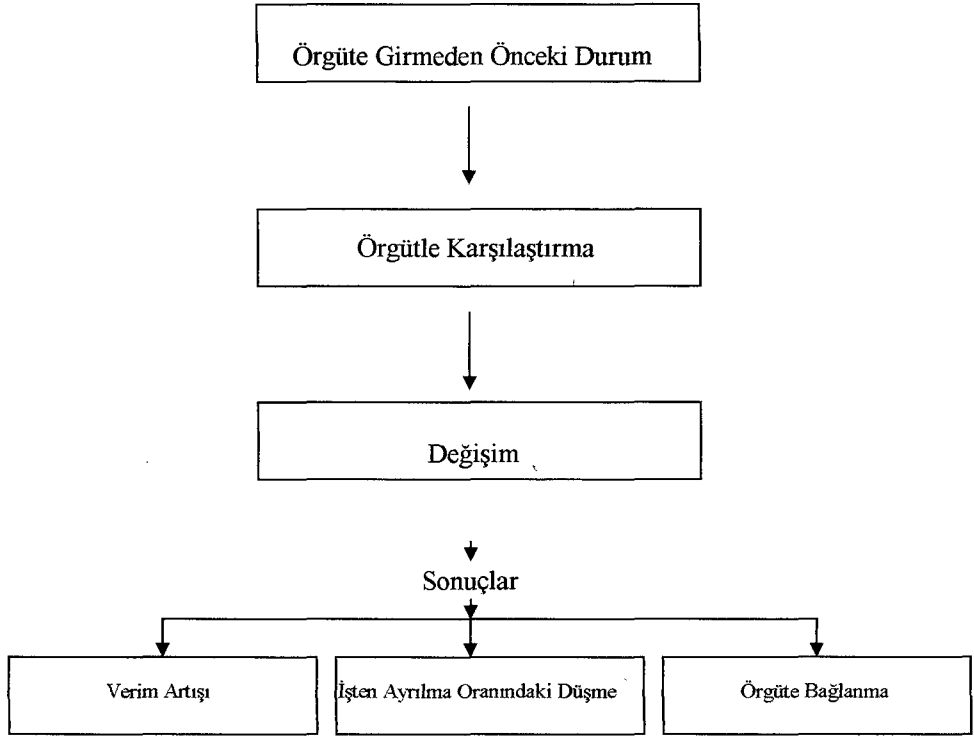 Örgüte Girmeden Önceki Durum
Örgütle Karşılaştırma
Değişim
Sonuçlar
Verim Artışı
İşten Ayrılma Oranındaki Düşme
Örgüte Bağlanma